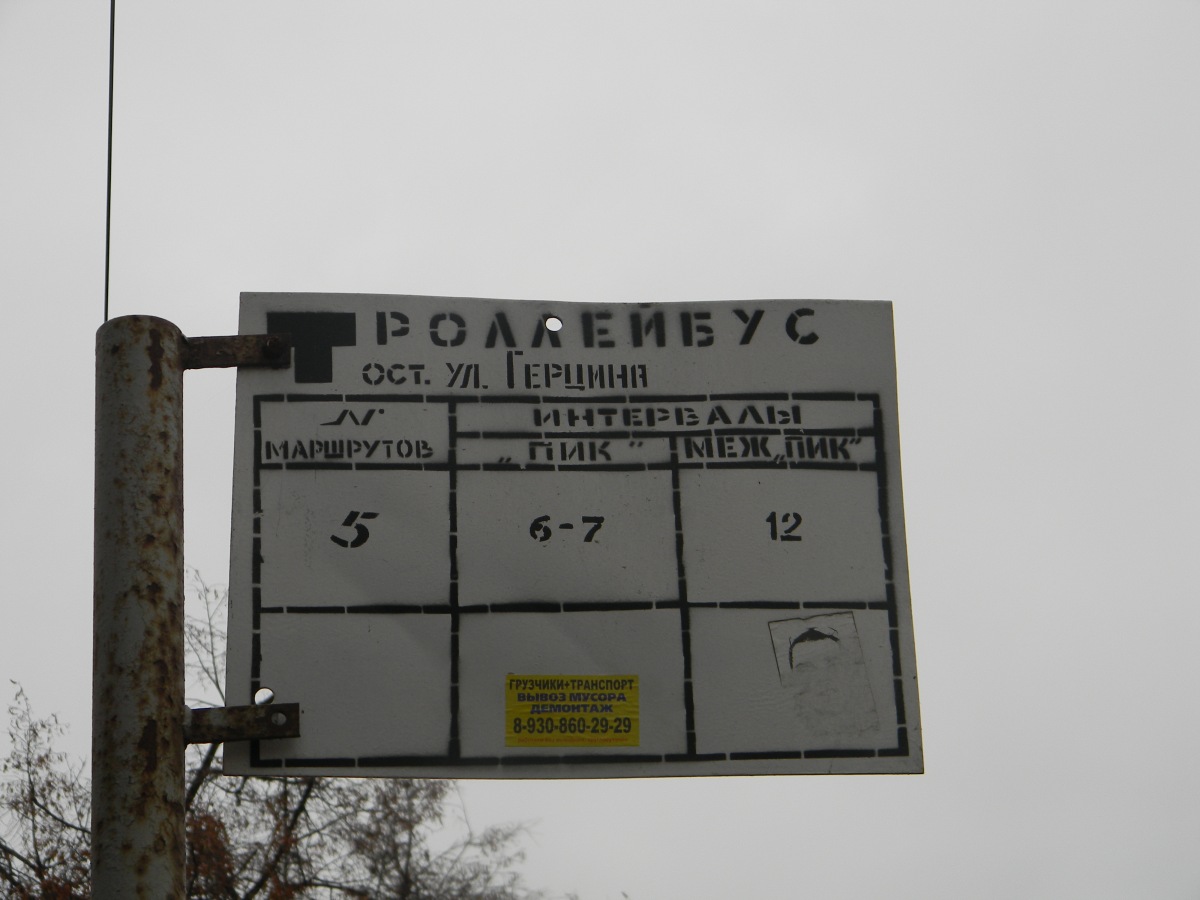 ТРОЛЛЕЙБУС
ОСТ. УЛ. ГЕРЦИНА
№ МАРШРУТОВ
ИНТЕРВАЛЫ
„ПИК”
МЕЖ„ПИК”
5
6-7
12
ГРУЗЧИКИ+ТРАНСПОРТ
ВЫВОЗ МУСОРА
ДЕМОНТАЖ
8-930-860-29-29